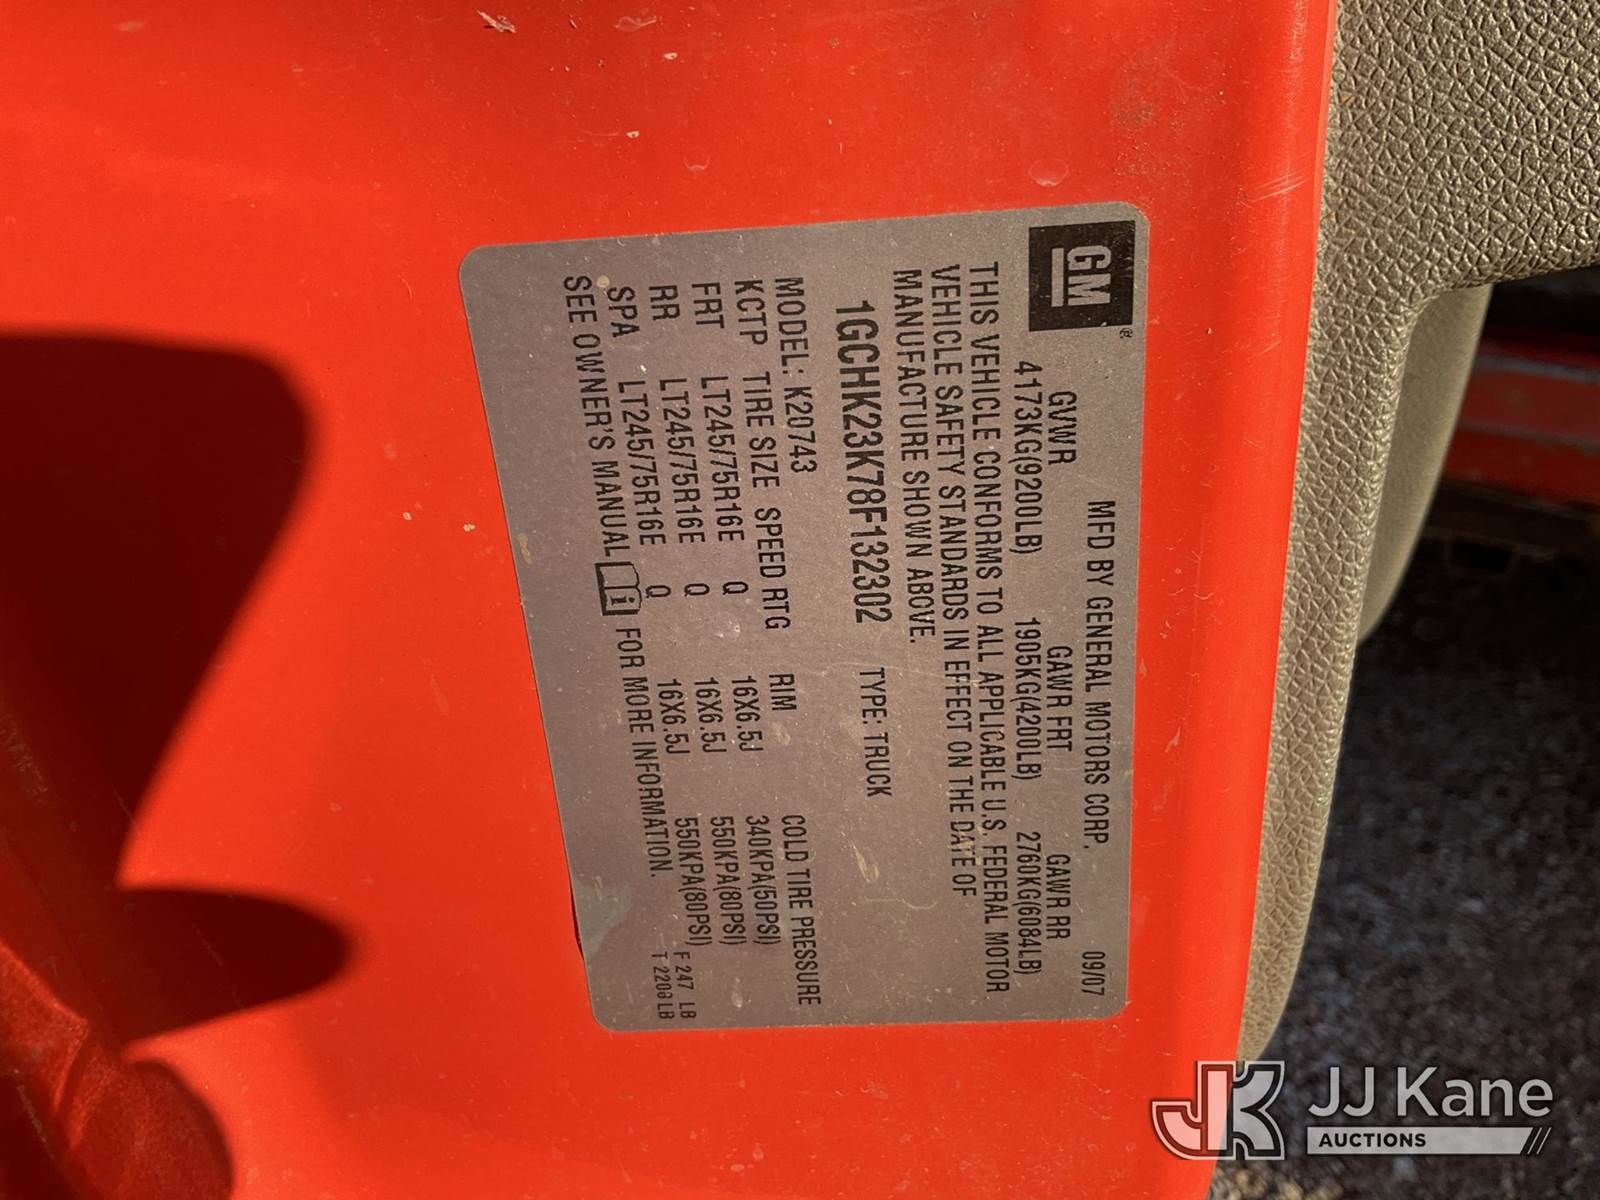 GM®
MFD BY GENERAL MOTORS CORP. 09/07
GVWR GAWR FRT GAWR RR
4173KG(9200LB) 1905KG(4200LB) 2760KG(6084LB)
THIS VEHICLE CONFORMS TO ALL APPLICABLE U.S. FEDERAL MOTOR
VEHICLE SAFETY STANDARDS IN EFFECT ON THE DATE OF
MANUFACTURE SHOWN ABOVE.
1GCHK23K78F132302 TYPE: TRUCK
MODEL: K20743
KCTP TIRE SIZE SPEED RTG RIM COLD TIRE PRESSURE
FRT LT245/75R16E Q 16X6.5J 340KPA(50PSI)
RR LT245/75R16E Q 16X6.5J 550KPA(80PSI)
SPA LT245/75R16E Q 16X6.5J 550KPA(80PSI)
SEE OWNER'S MANUAL i FOR MORE INFORMATION.
F 247 LB
T 2208 LB
JK JJ Kane
AUCTIONS